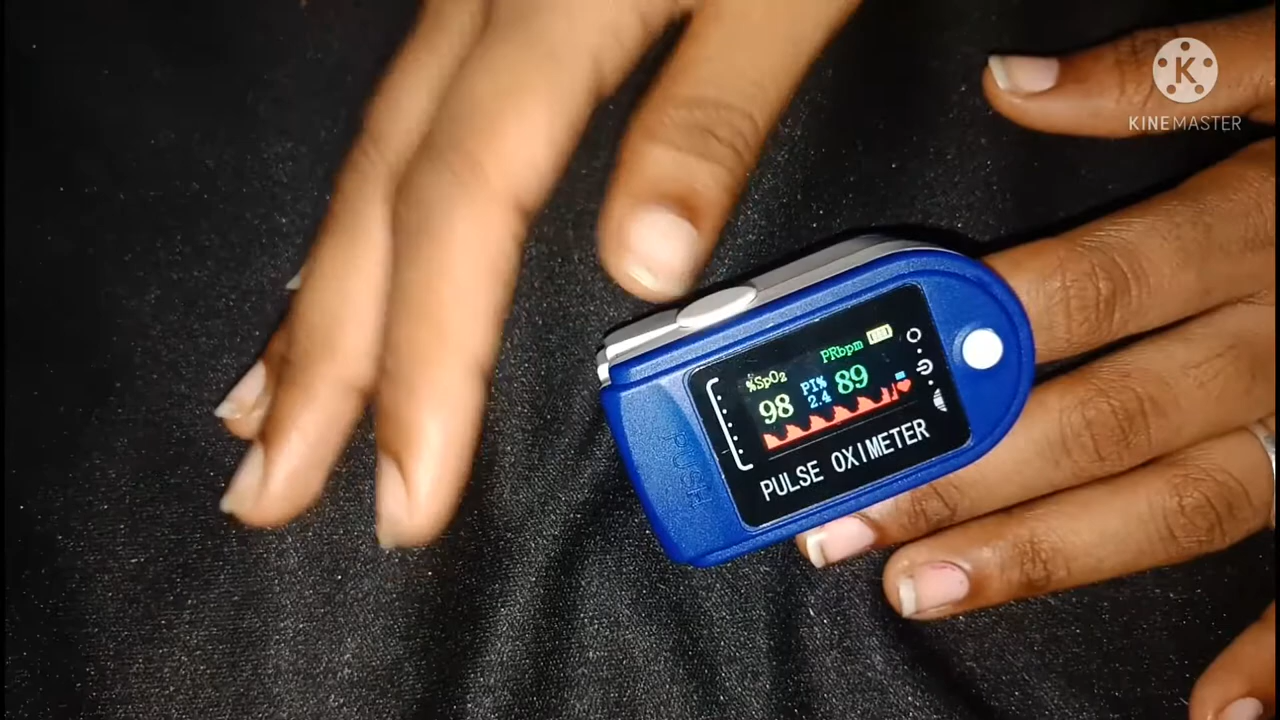 K
KINEMASTER
PRbpm
%SpO₂
PI%
89
98
2.4
PULSE OXIMETER
PUSH